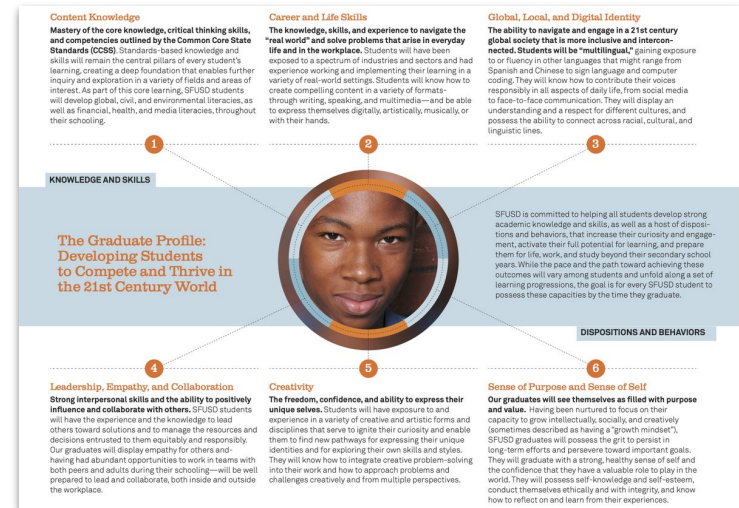 Content Knowledge
Mastery of the core knowledge, critical thinking skills,
and competencies outlined by the Common Core State
Standards (CCSS). Standards-based knowledge and
skills will remain the central pillars of every student's
learning, creating a deep foundation that enables further
inquiry and exploration in a variety of fields and areas of
interest. As part of this core learning, SFUSD students
will develop global, civil, and environmental literacies, as
well as financial, health, and media literacies, throughout
their schooling.
1
Career and Life Skills
The knowledge, skills, and experience to navigate the
"real world" and solve problems that arise in everyday
life and in the workplace. Students will have been
exposed to a spectrum of industries and sectors and had
experience working and implementing their learning in a
variety of real-world settings. Students will know how to
create compelling content in a variety of formats-
through writing, speaking, and multimedia—and be able
to express themselves digitally, artistically, musically, or
with their hands.
2
Global, Local, and Digital Identity
The ability to navigate and engage in a 21st century
global society that is more inclusive and intercon-
nected. Students will be "multilingual," gaining exposure
to or fluency in other languages that might range from
Spanish and Chinese to sign language and computer
coding. They will know how to contribute their voices
responsibly in all aspects of daily life, from social media
to face-to-face communication. They will display an
understanding and a respect for different cultures, and
possess the ability to connect across racial, cultural, and
linguistic lines.
3
KNOWLEDGE AND SKILLS
The Graduate Profile:
Developing Students
to Compete and Thrive in
the 21st Century World
SFUSD is committed to helping all students develop strong
academic knowledge and skills, as well as a host of disposi-
tions and behaviors, that increase their curiosity and engage-
ment, activate their full potential for learning, and prepare
them for life, work, and study beyond their secondary school
years. While the pace and the path toward achieving these
outcomes will vary among students and unfold along a set of
learning progressions, the goal is for every SFUSD student to
possess these capacities by the time they graduate.
DISPOSITIONS AND BEHAVIORS
4
Leadership, Empathy, and Collaboration
Strong interpersonal skills and the ability to positively
influence and collaborate with others. SFUSD students
will have the experience and the knowledge to lead
others toward solutions and to manage the resources and
decisions entrusted to them equitably and responsibly.
Our graduates will display empathy for others and-
having had abundant opportunities to work in teams with
both peers and adults during their schooling—will be well
prepared to lead and collaborate, both inside and outside
the workplace.
5
Creativity
The freedom, confidence, and ability to express their
unique selves. Students will have exposure to and
experience in a variety of creative and artistic forms and
disciplines that serve to ignite their curiosity and enable
them to find new pathways for expressing their unique
identities and for exploring their own skills and styles.
They will know how to integrate creative problem-solving
into their work and how to approach problems and
challenges creatively and from multiple perspectives.
6
Sense of Purpose and Sense of Self
Our graduates will see themselves as filled with purpose
and value. Having been nurtured to focus on their
capacity to grow intellectually, socially, and creatively
(sometimes described as having a "growth mindset"),
SFUSD graduates will possess the grit to persist in
long-term efforts and persevere toward important goals.
They will graduate with a strong, healthy sense of self and
the confidence that they have a valuable role to play in the
world. They will possess self-knowledge and self-esteem,
conduct themselves ethically and with integrity, and know
how to reflect on and learn from their experiences.